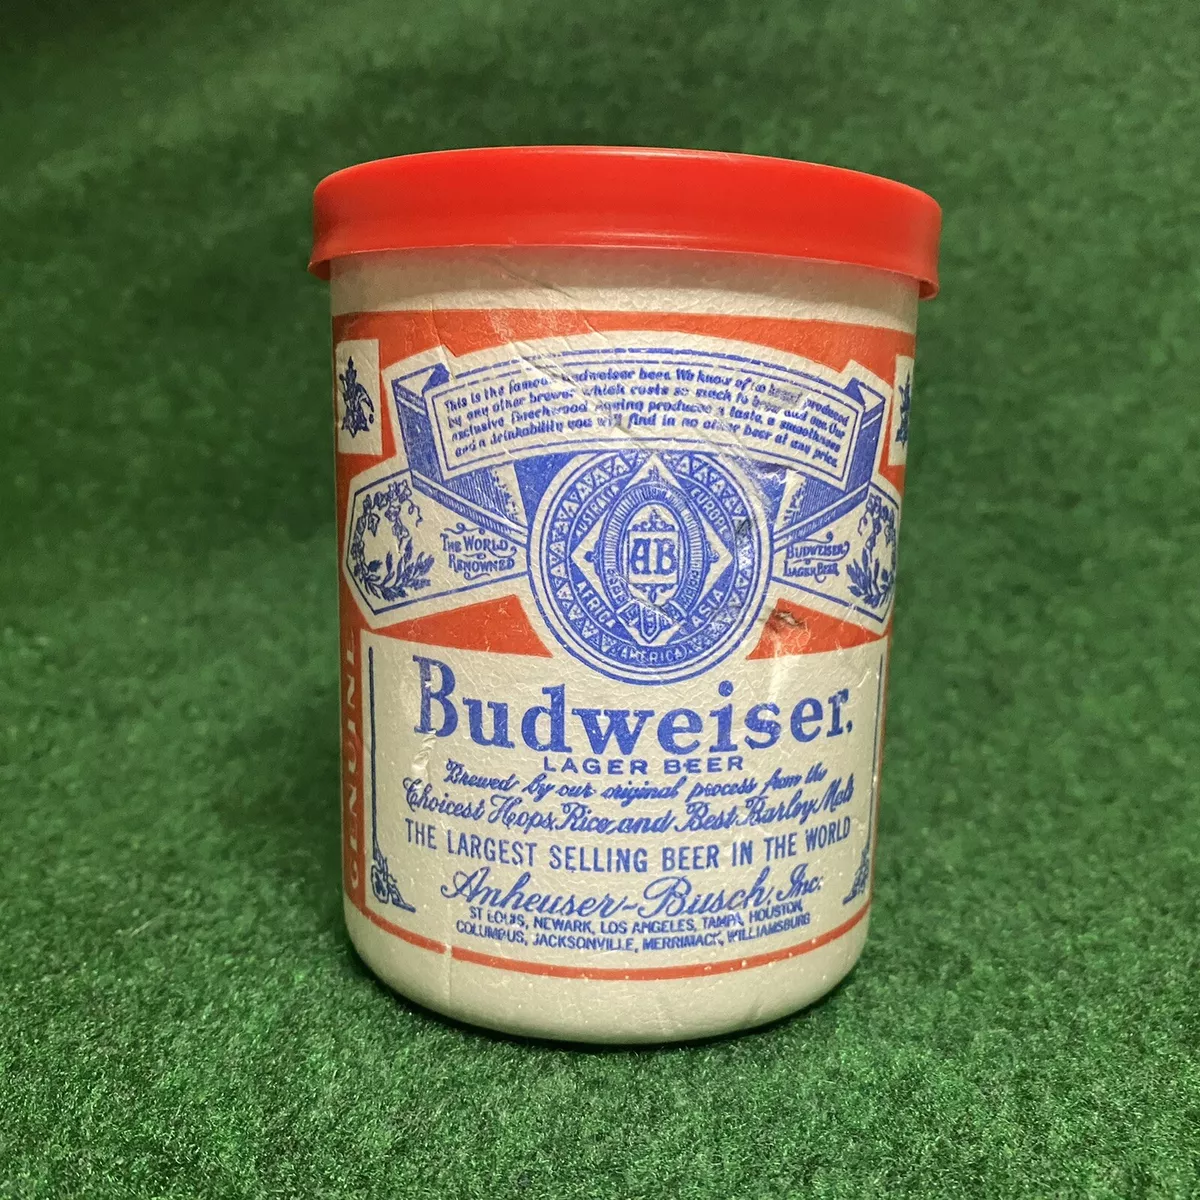 This is the famous Budweiser beer. We know of no brand produced
by any other brewer which costs so much to brew and age. Our
exclusive Beechwood Ageing produces a taste, a smoothness
and a drinkability you will find in no other beer at any price.
THE WORLD
RENOWNED
BUDWEISER
LAGER BEER
AUSTRALIA
EUROPE
AFRICA
ASIA
AMERICA
AB
GENUINE
Budweiser.
LAGER BEER
Brewed by our original process from the
Choicest Hops, Rice and Best Barley Malt
THE LARGEST SELLING BEER IN THE WORLD
Anheuser-Busch, Inc.
ST LOUIS, NEWARK, LOS ANGELES, TAMPA, HOUSTON,
COLUMBUS, JACKSONVILLE, MERRIMACK, WILLIAMSBURG